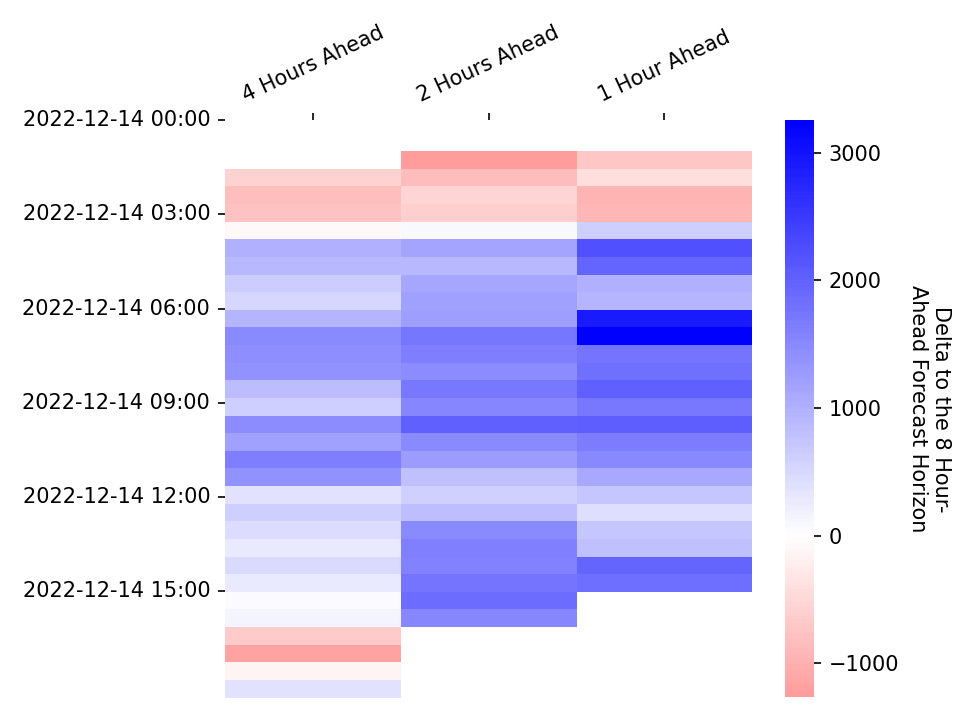 4 Hours Ahead
2 Hours Ahead
1 Hour Ahead
2022-12-14 00:00
2022-12-14 03:00
2022-12-14 06:00
2022-12-14 09:00
2022-12-14 12:00
2022-12-14 15:00
3000
2000
1000
0
−1000
Delta to the 8 Hour-
Ahead Forecast Horizon